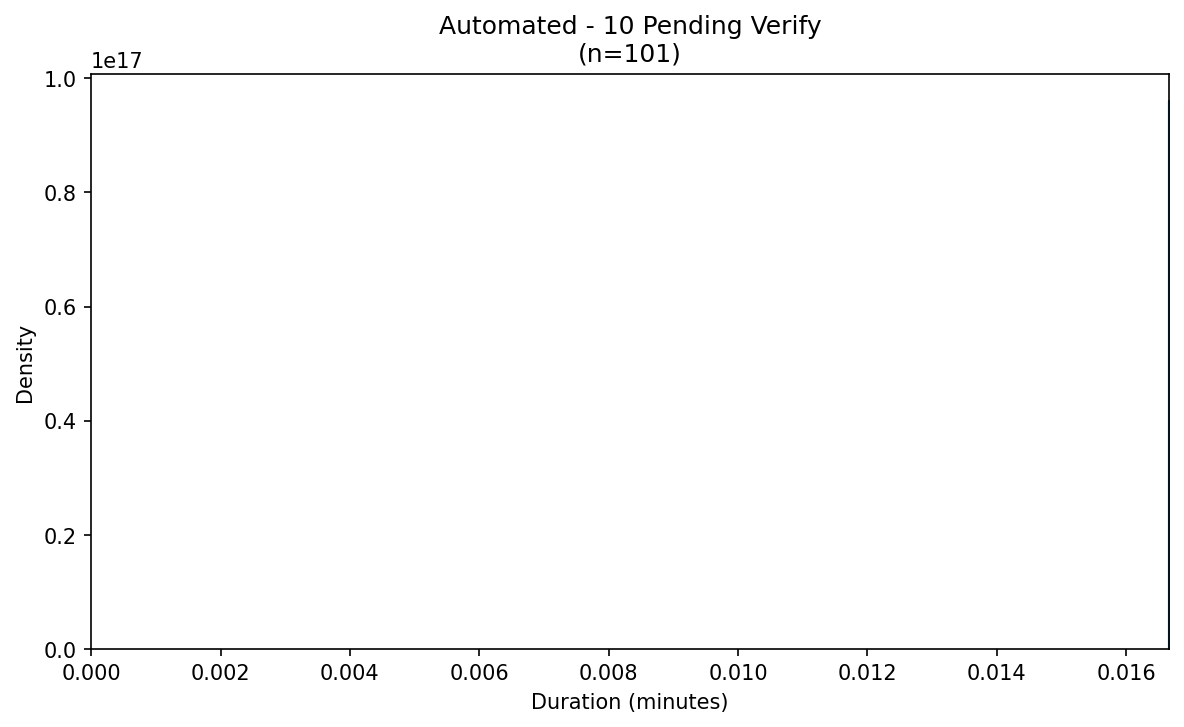 Automated - 10 Pending Verify
(n=101)
1e17
1.0
0.8
0.6
0.4
0.2
0.0
Density
0.000 0.002 0.004 0.006 0.008 0.010 0.012 0.014 0.016
Duration (minutes)